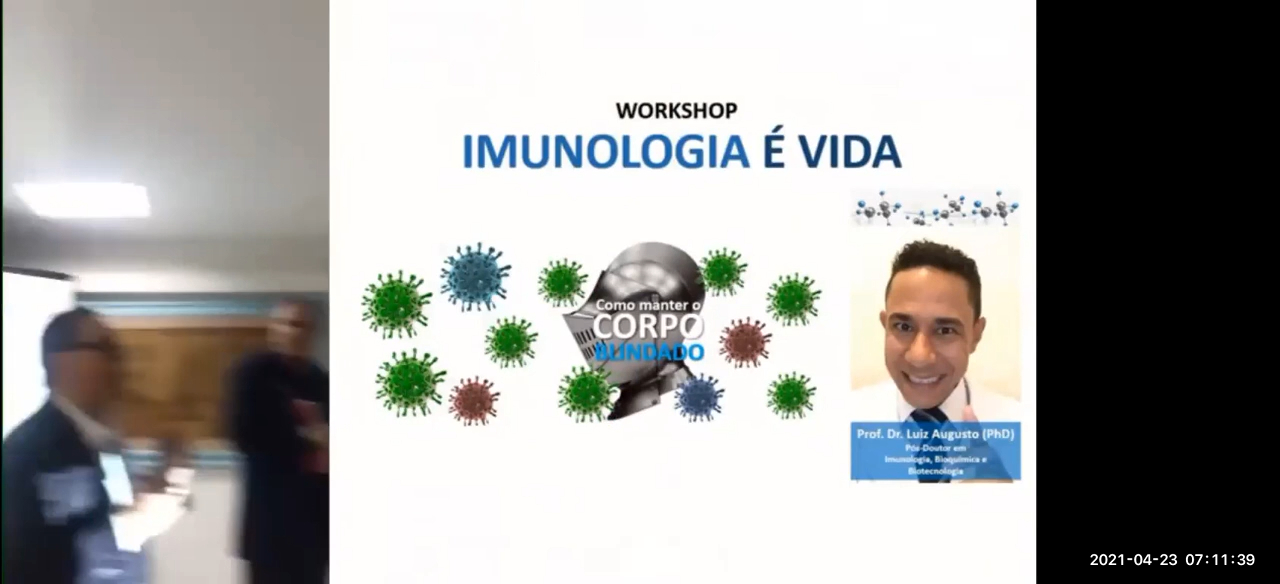 WORKSHOP
IMUNOLOGIA É VIDA
Como manter o
CORPO
BLINDADO
Prof. Dr. Luiz Augusto (PhD)
Pós-Doutor em
Imunologia, Bioquímica e
Biotecnologia
2021-04-23 07:11:39